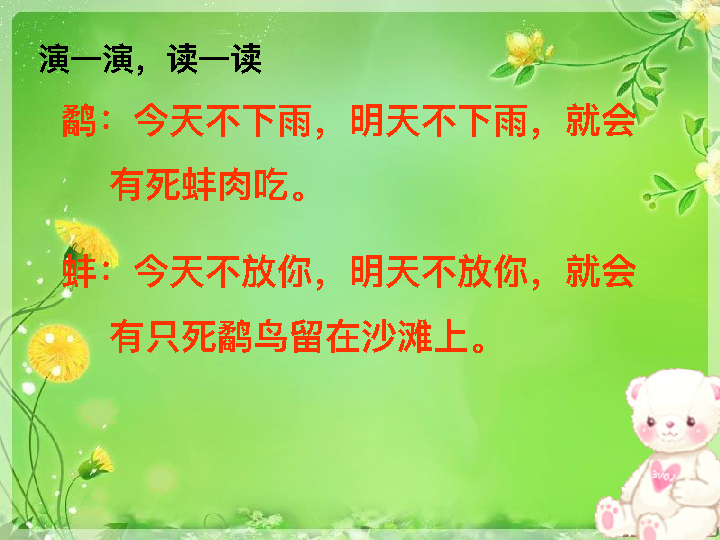 演一演，读一读
鹬：今天不下雨，明天不下雨，就会
有死蚌肉吃。
蚌：今天不放你，明天不放你，就会
有只死鹬鸟留在沙滩上。